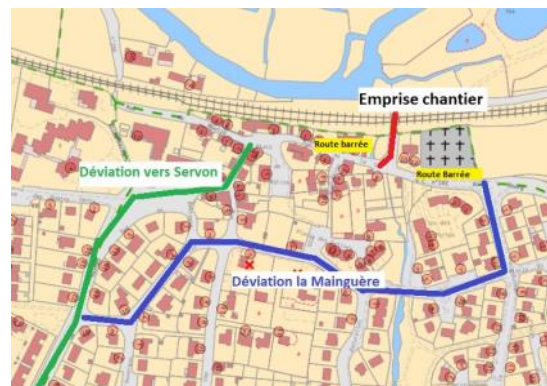 Emprise chantier
Route barrée
Déviation vers Servon
Route Barrée
Déviation la Mainguère